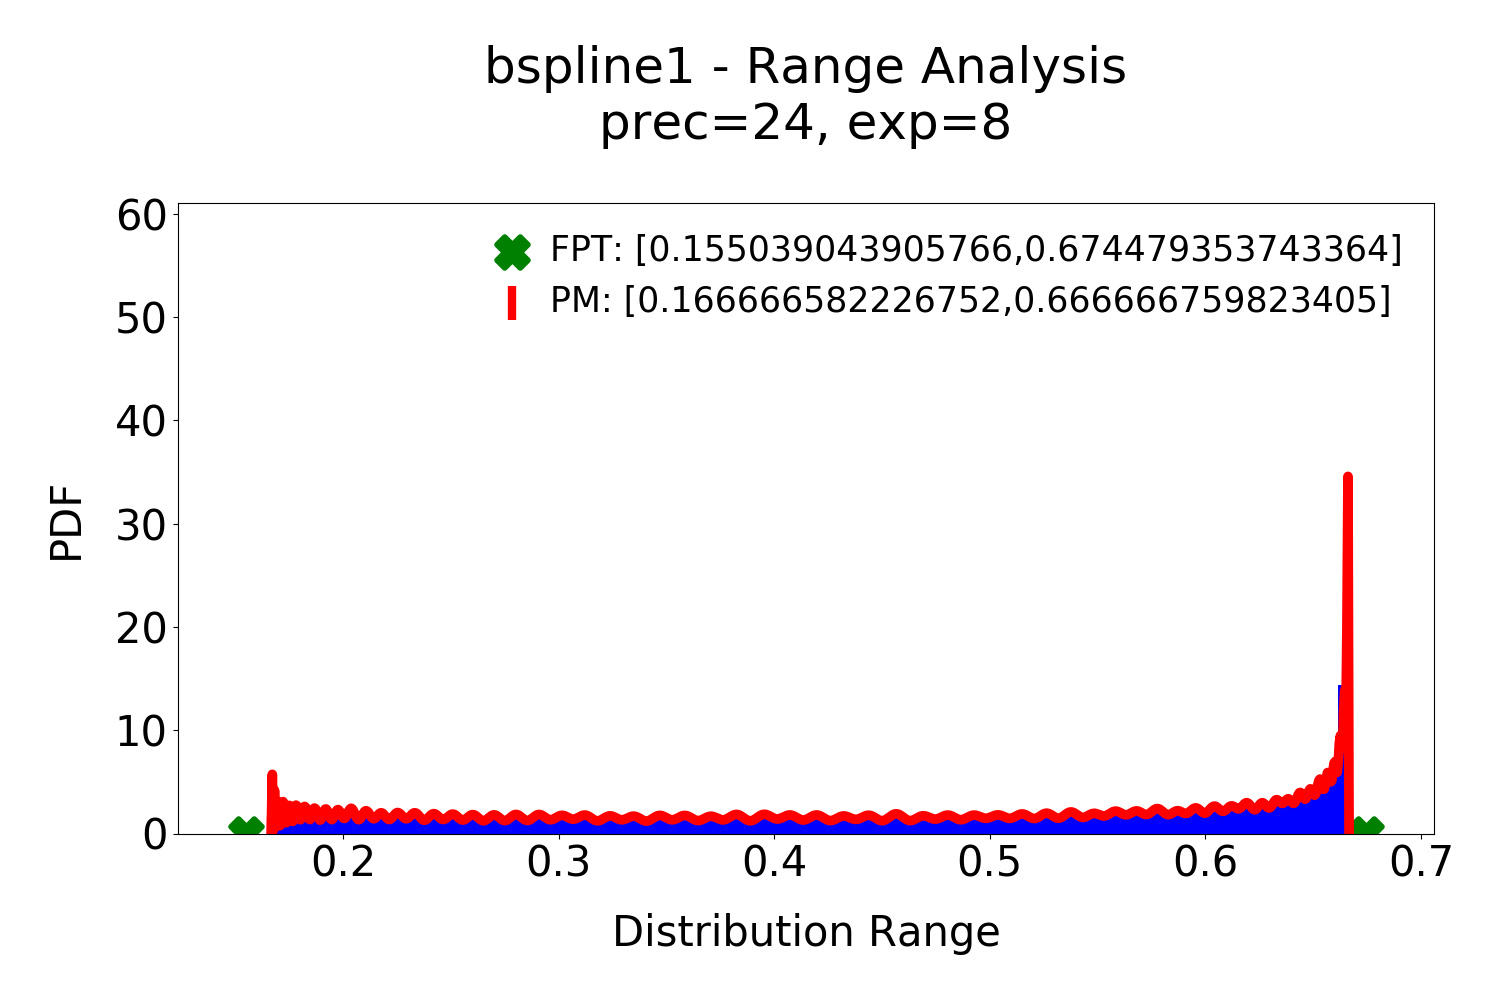 bspline1 - Range Analysis
prec=24, exp=8
60
50
40
30
20
10
0
PDF
FPT: [0.155039043905766,0.674479353743364]
PM: [0.166666582226752,0.666666759823405]
0.2 0.3 0.4 0.5 0.6 0.7
Distribution Range